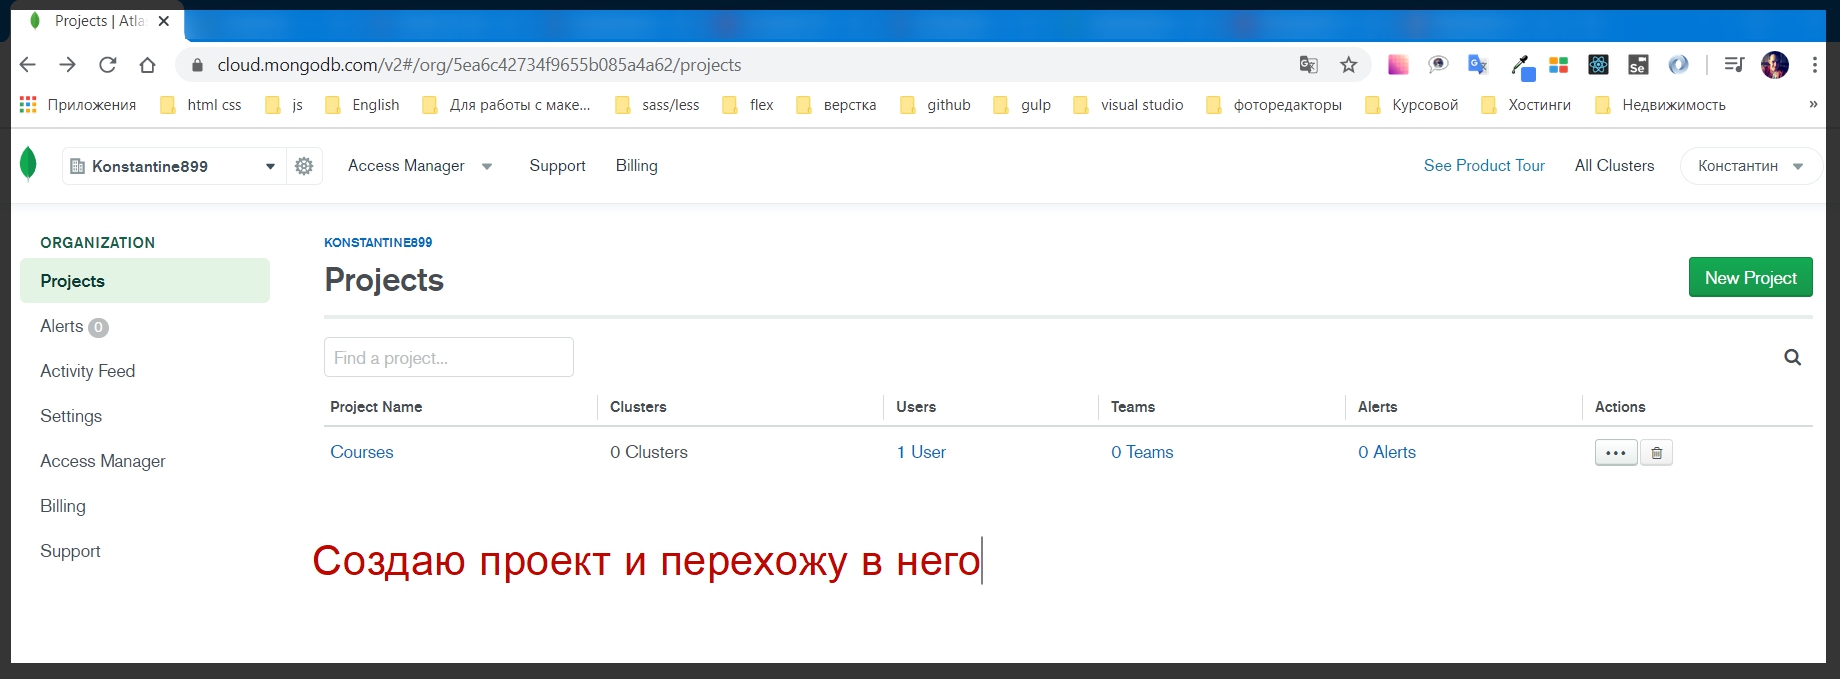 Projects | Atla
cloud.mongodb.com/v2#/org/5ea6c42734f9655b085a4a62/projects
Приложения html css js English Для работы с маке... sass/less flex верстка github gulp visual studio фоторедакторы Курсовой Хостинги Недвижимость »
Konstantine899 Access Manager Support Billing See Product Tour All Clusters Константин
ORGANIZATION
Projects
Alerts 0
Activity Feed
Settings
Access Manager
Billing
Support
KONSTANTINE899
Projects
New Project
Find a project...
Project Name Clusters Users Teams Alerts Actions
Courses 0 Clusters 1 User 0 Teams 0 Alerts ...
Создаю проект и перехожу в него